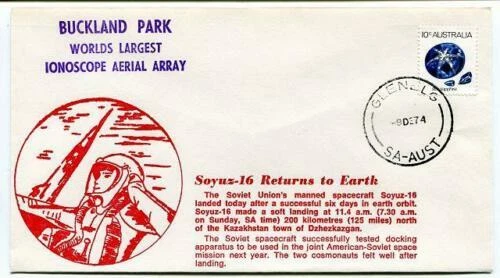 BUCKLAND PARK
WORLDS LARGEST
IONOSCOPE AERIAL ARRAY
10c AUSTRALIA
GLENELG
-8DE74
SA-AUST
Soyuz-16 Returns to Earth
The Soviet Union's manned spacecraft Soyuz-16
landed today after a successful six days in earth orbit.
Soyuz-16 made a soft landing at 11.4 a.m. (7.30 a.m.
on Sunday, SA time) 200 kilometres (125 miles) north
of the Kazakhstan town of Dzhezkazgan.
The Soviet spacecraft successfully tested docking
apparatus to be used in the joint American-Soviet space
mission next year. The two cosmonauts felt well after
landing.